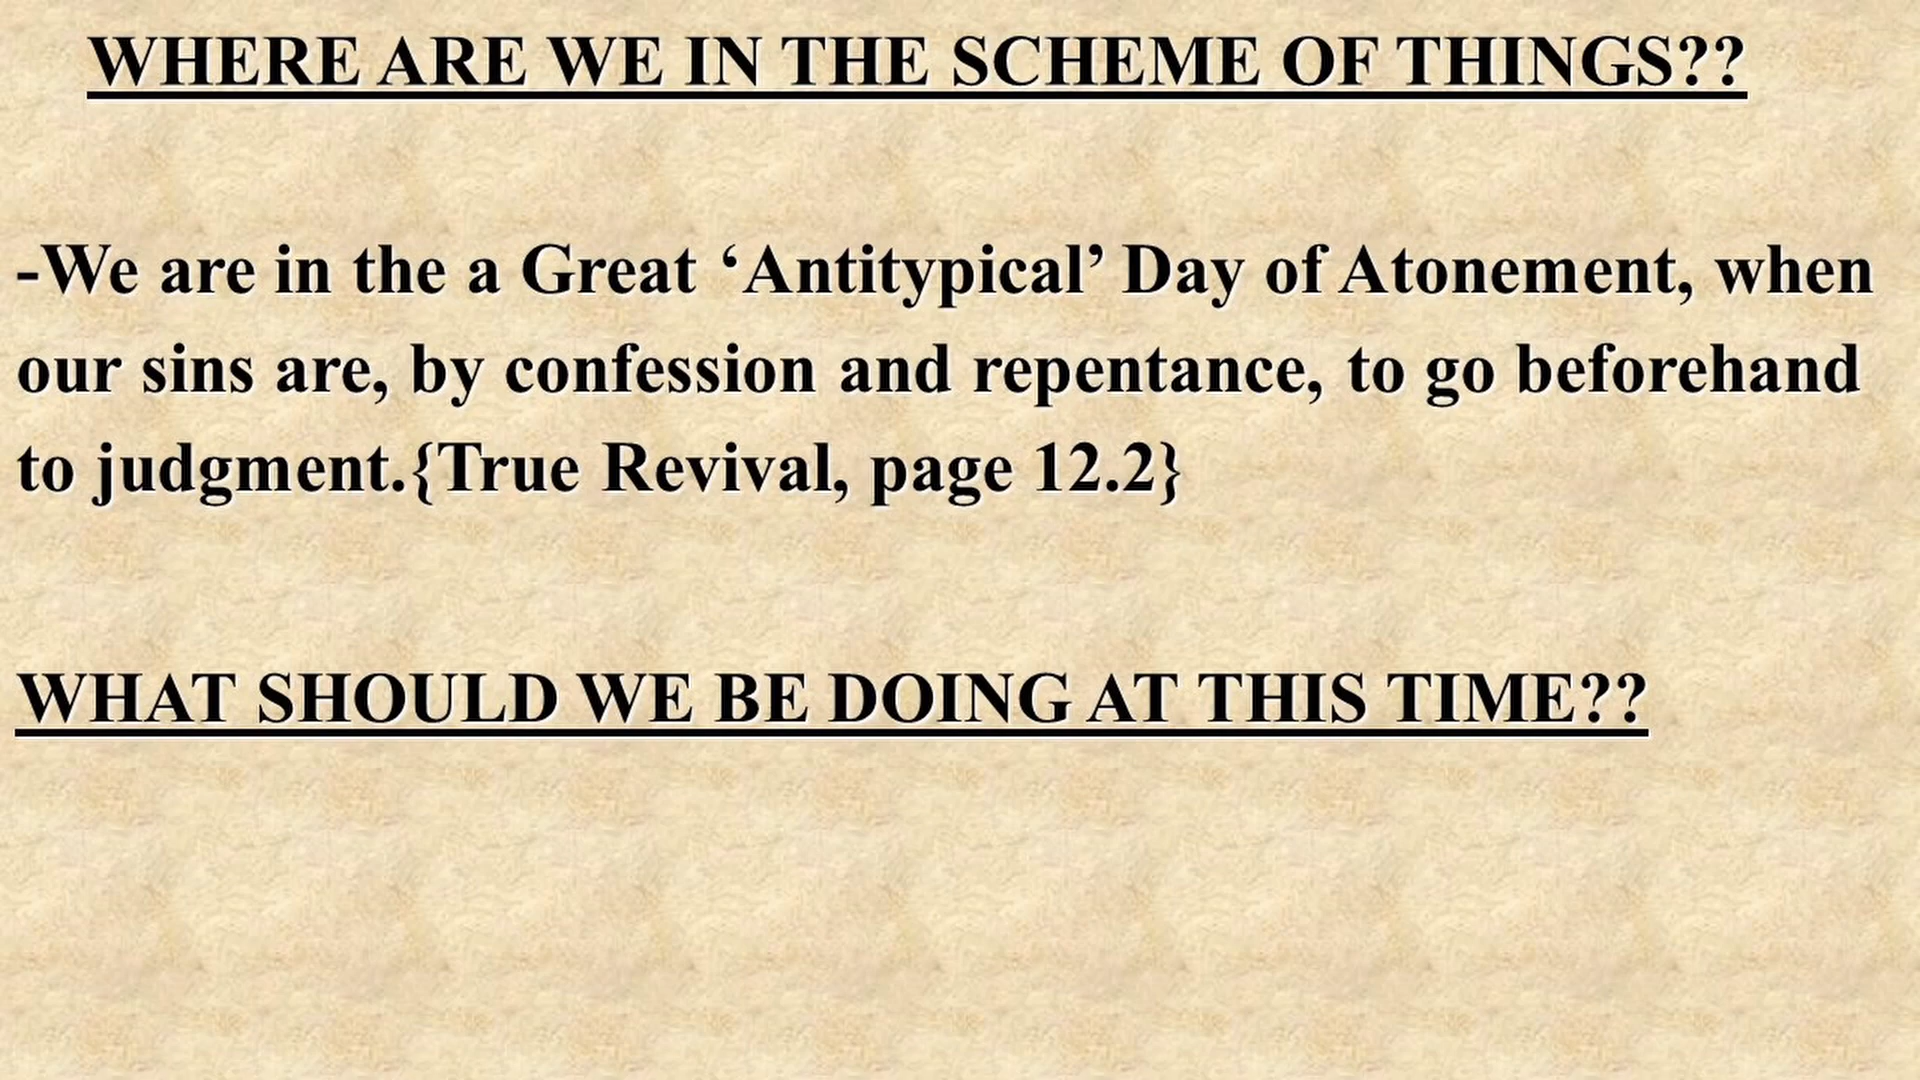 WHERE ARE WE IN THE SCHEME OF THINGS??
-We are in the a Great ‘Antitypical’ Day of Atonement, when
our sins are, by confession and repentance, to go beforehand
to judgment.{True Revival, page 12.2}
WHAT SHOULD WE BE DOING AT THIS TIME??